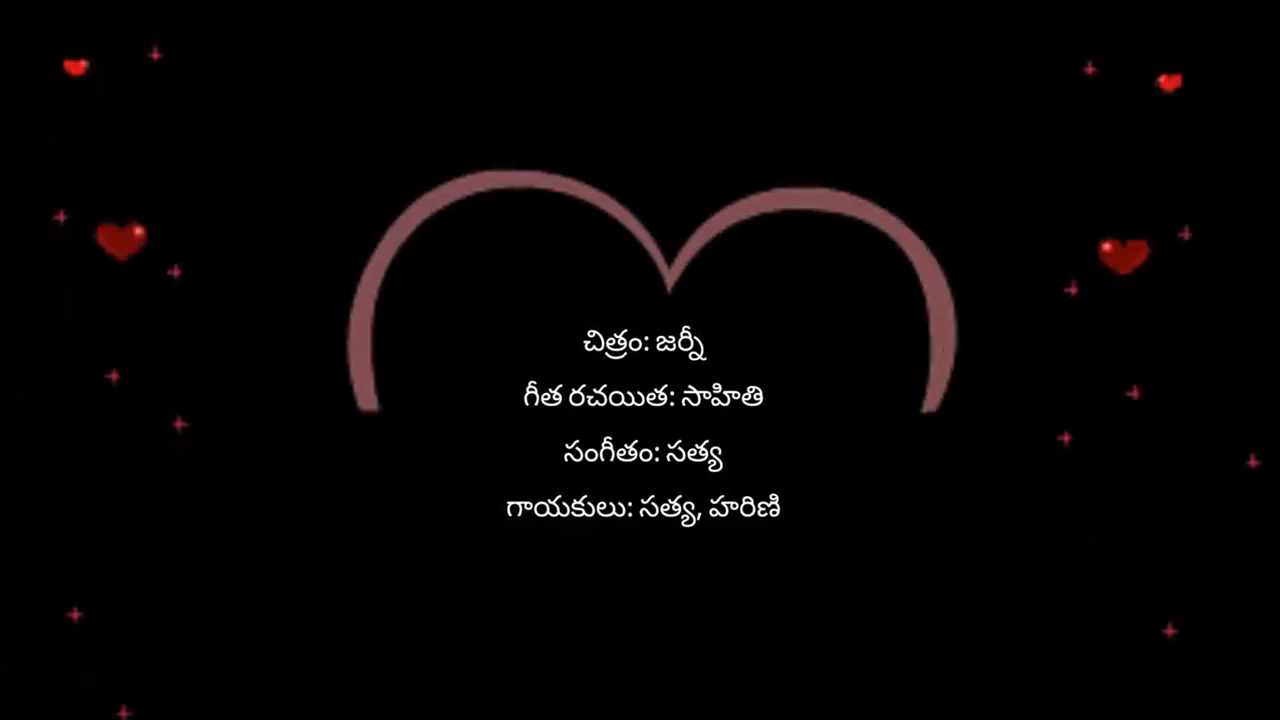 చిత్రం: జర్నీ
గీత రచయిత: సాహితి
సంగీతం: సత్య
గాయకులు: సత్య, హరిణి